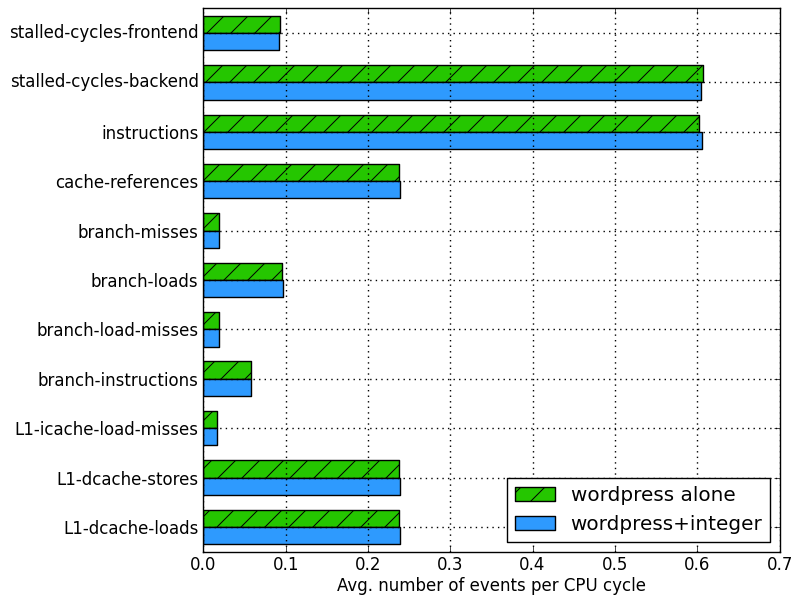 stalled-cycles-frontend
stalled-cycles-backend
instructions
cache-references
branch-misses
branch-loads
branch-load-misses
branch-instructions
L1-icache-load-misses
L1-dcache-stores
L1-dcache-loads
wordpress alone
wordpress+integer
0.0 0.1 0.2 0.3 0.4 0.5 0.6 0.7
Avg. number of events per CPU cycle